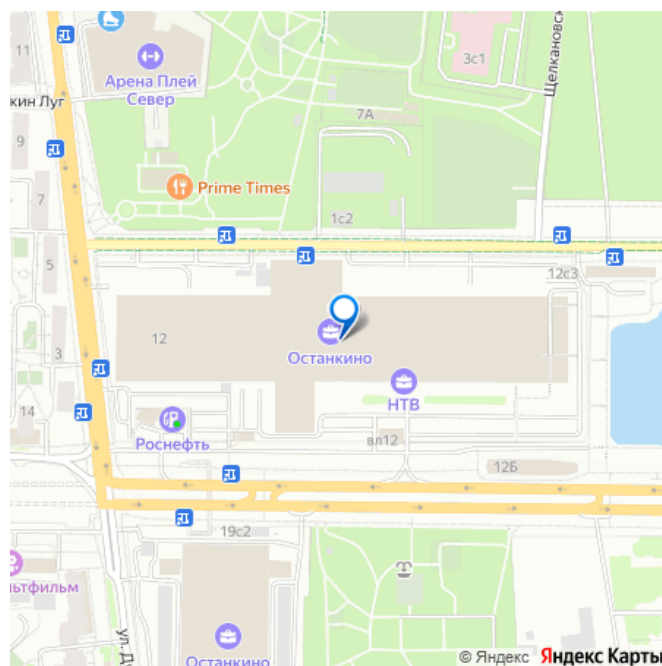 11
Арена Плей
Север
3с1
Щелкановск
кин Луг
7А
9
7
Prime Times
1с2
5
12с3
12
3
Останкино
НТВ
14
Роснефть
вл12
12Б
19с2
льтфильм
ул. Д
Останкино
© Яндекс Яндекс Карты